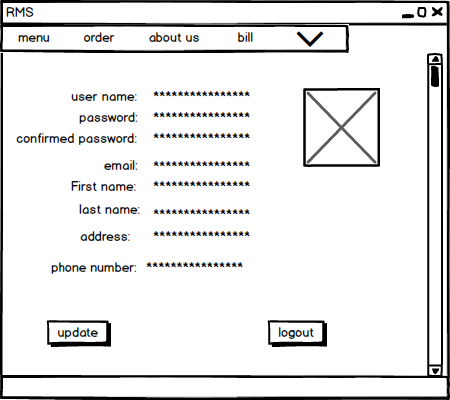 RMS
menu order about us bill
user name: ****************
password: ****************
confirmed password: ****************
email: ****************
First name: ****************
last name: ****************
address: ****************
phone number: ****************
update logout